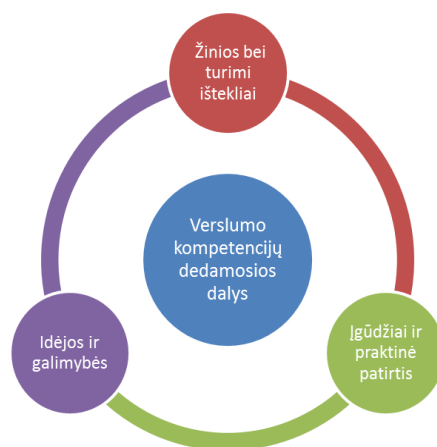 Žinios bei
turimi
ištekliai
Verslumo
kompetencijų
dedamosios
dalys
Idėjos ir
galimybės
Įgūdžiai ir
praktinė
patirtis